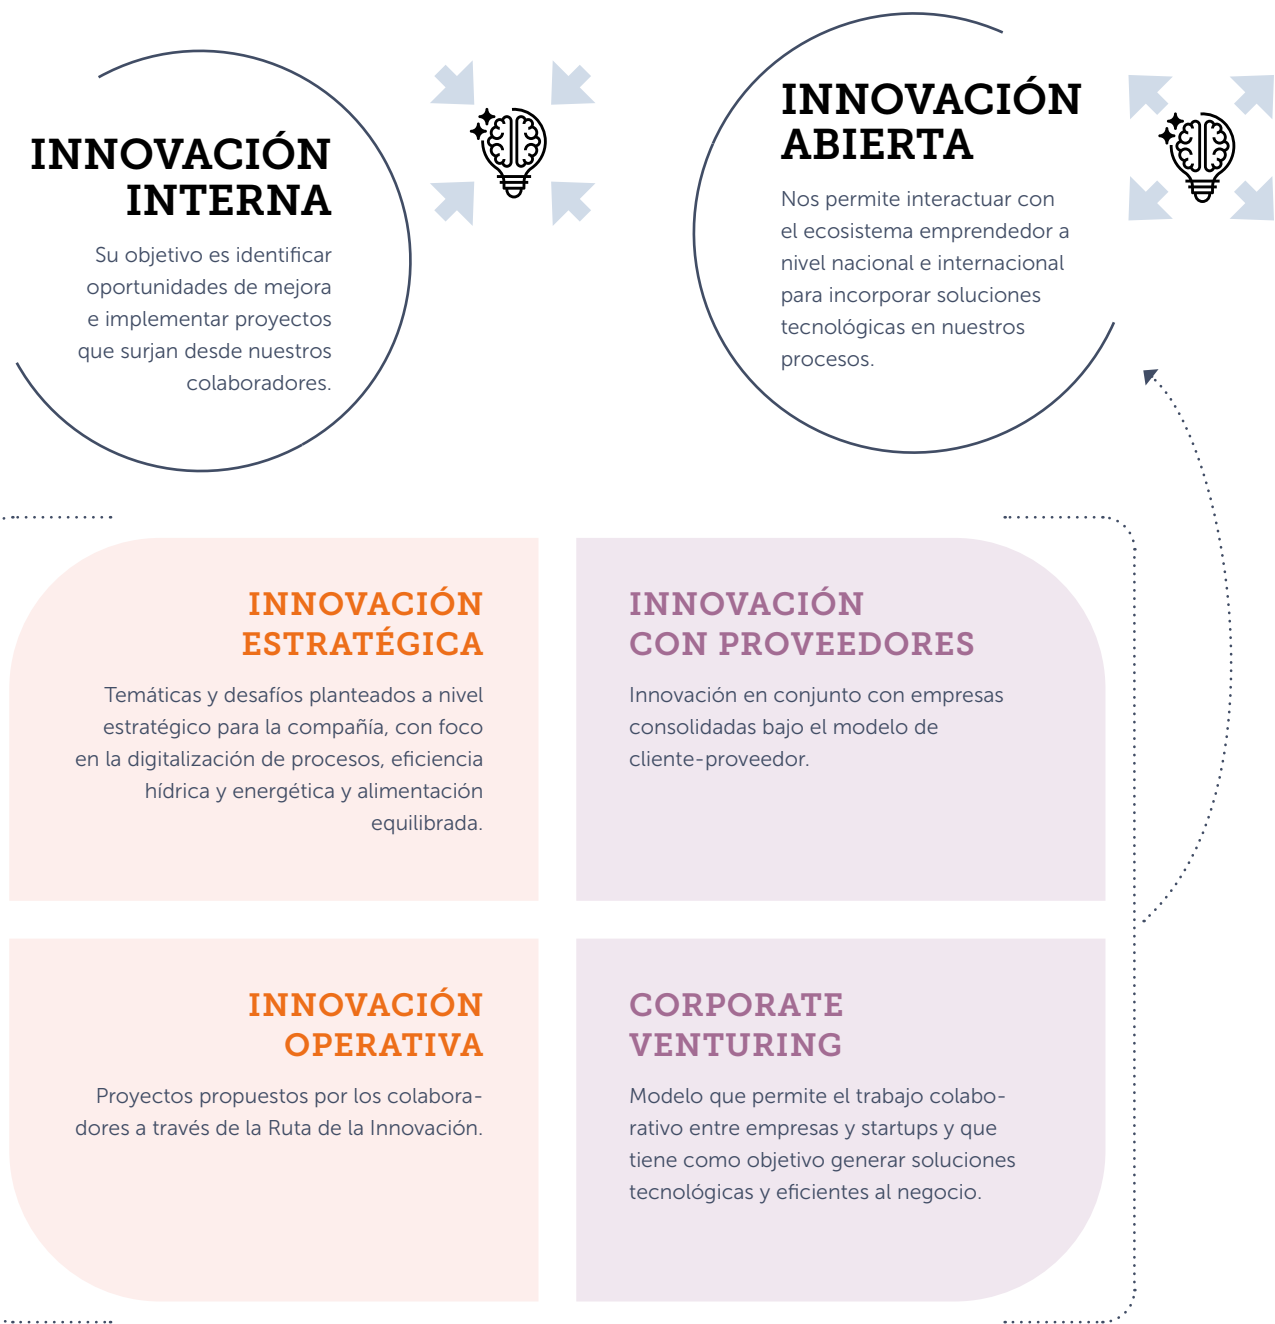 INNOVACIÓN
INTERNA
Su objetivo es identificar
oportunidades de mejora
e implementar proyectos
que surjan desde nuestros
colaboradores.
INNOVACIÓN
ABIERTA
Nos permite interactuar con
el ecosistema emprendedor a
nivel nacional e internacional
para incorporar soluciones
tecnológicas en nuestros
procesos.
INNOVACIÓN
ESTRATÉGICA
Temáticas y desafíos planteados a nivel
estratégico para la compañía, con foco
en la digitalización de procesos, eficiencia
hídrica y energética y alimentación
equilibrada.
INNOVACIÓN
CON PROVEEDORES
Innovación en conjunto con empresas
consolidadas bajo el modelo de
cliente-proveedor.
INNOVACIÓN
OPERATIVA
Proyectos propuestos por los colabora-
dores a través de la Ruta de la Innovación.
CORPORATE
VENTURING
Modelo que permite el trabajo colabo-
rativo entre empresas y startups y que
tiene como objetivo generar soluciones
tecnológicas y eficientes al negocio.